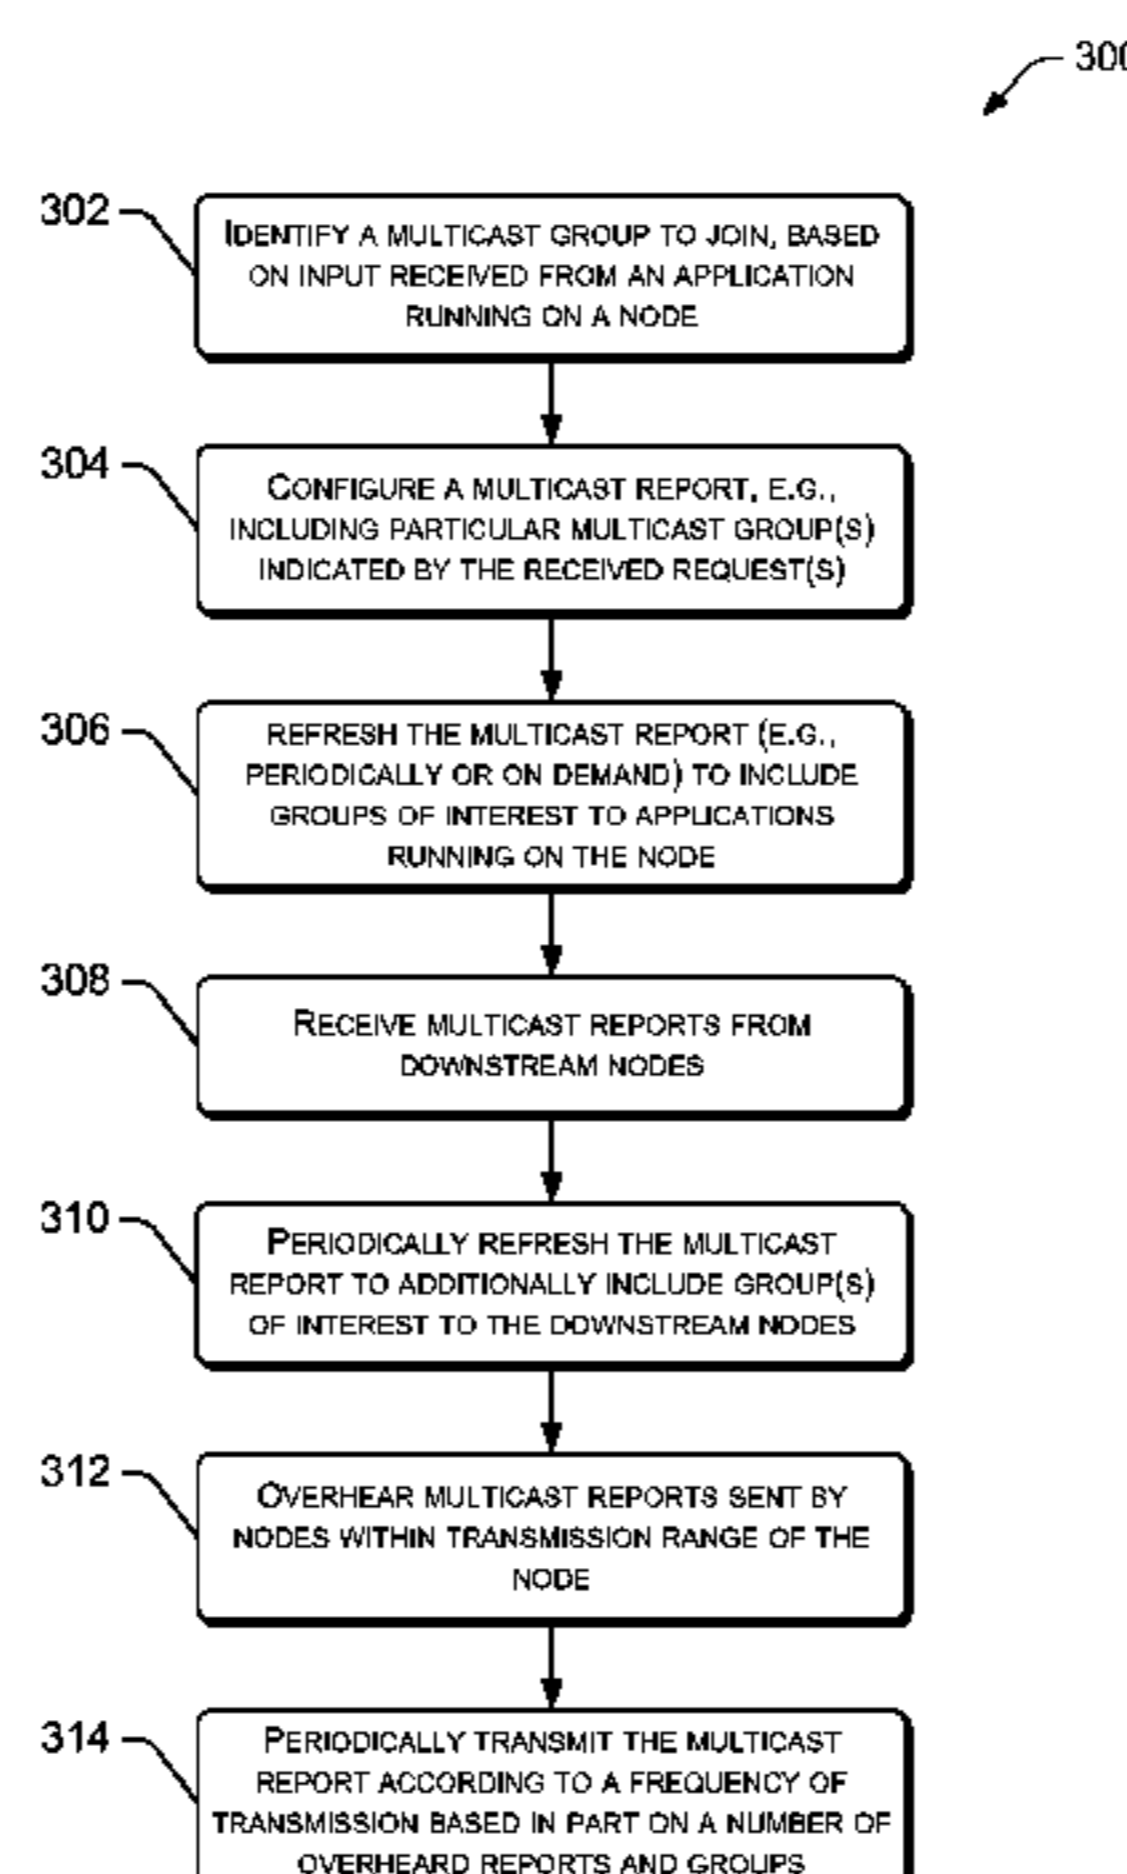 300
302
IDENTIFY A MULTICAST GROUP TO JOIN, BASED
ON INPUT RECEIVED FROM AN APPLICATION
RUNNING ON A NODE
304
CONFIGURE A MULTICAST REPORT, E.G.,
INCLUDING PARTICULAR MULTICAST GROUP(S)
INDICATED BY THE RECEIVED REQUEST(S)
306
REFRESH THE MULTICAST REPORT (E.G.,
PERIODICALLY OR ON DEMAND) TO INCLUDE
GROUPS OF INTEREST TO APPLICATIONS
RUNNING ON THE NODE
308
RECEIVE MULTICAST REPORTS FROM
DOWNSTREAM NODES
310
PERIODICALLY REFRESH THE MULTICAST
REPORT TO ADDITIONALLY INCLUDE GROUP(S)
OF INTEREST TO THE DOWNSTREAM NODES
312
OVERHEAR MULTICAST REPORTS SENT BY
NODES WITHIN TRANSMISSION RANGE OF THE
NODE
314
PERIODICALLY TRANSMIT THE MULTICAST
REPORT ACCORDING TO A FREQUENCY OF
TRANSMISSION BASED IN PART ON A NUMBER OF
OVERHEARD REPORTS AND GROUPS